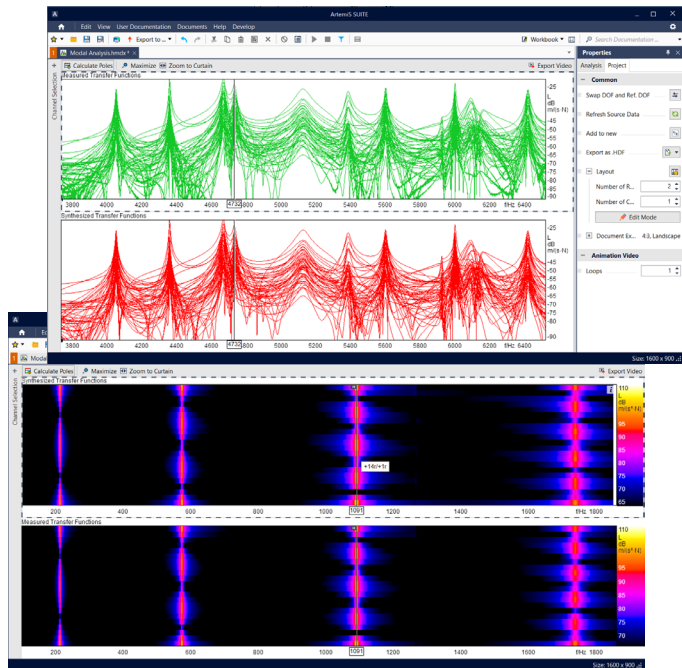 ArtemiS SUITE
Edit View User Documentation Documents Help Develop
Export to ...
Workbook
Search Documentation ...
1 Modal Analysis.hmdx *
Properties
Calculate Poles Maximize Zoom to Curtain Export Video
Analysis Project
Channel Selection
Measured Transfer Functions
Common
-25
L
dB
m/(s·N)
-45
-50
-55
-60
-65
-70
-75
-80
-85
-90
3800 4000 4200 4400 4600 4732 5000 5200 5400 5600 5800 6000 6200 f/Hz 6400
Swap DOF and Ref. DOF
Refresh Source Data
Add to new
Export as .HDF
Layout
Number of R... 2
Number of C... 1
Edit Mode
Document Ex... 4:3, Landscape
Animation Video
Loops 1
Synthesized Transfer Functions
-25
L
dB
m/(s·N)
-45
-50
-55
-60
-65
-70
-75
-80
-90
3800 4000 4200 4400 4600 4732 5000 5200 5400 5600 5800 6000 6200 f/Hz 6400
Size: 1600 x 900
1 Moda
Calculate Poles Maximize Zoom to Curtain Export Video
Channel Selection
Synthesized Transfer Functions
110
L
dB
m/(s·N)
95
90
85
80
75
70
65
+14r/+1r
200 400 600 800 1000 1091 1200 1400 1600 f/Hz 1800
Measured Transfer Functions
110
L
dB
m/(s·N)
95
90
85
80
75
70
200 400 600 800 1000 1091 1200 1400 1600 f/Hz 1800
Size: 1600 x 900